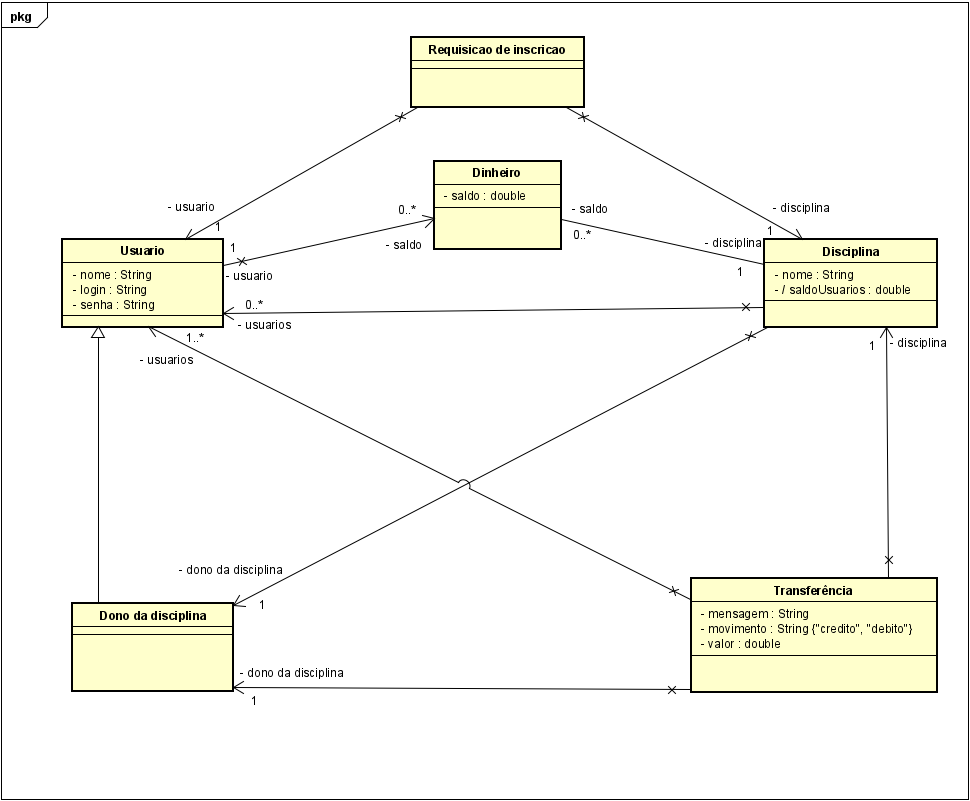 pkg
Requisicao de inscricao
- usuario
1
- disciplina
1
Dinheiro
- saldo : double
0..*
- saldo
- saldo
0..*
1
- usuario
- disciplina
1
Usuario
- nome : String
- login : String
- senha : String
Disciplina
- nome : String
- / saldoUsuarios : double
0..*
- usuarios
1..*
- usuarios
1
- disciplina
- dono da disciplina
1
Dono da disciplina
Transferência
- mensagem : String
- movimento : String {"credito", "debito"}
- valor : double
- dono da disciplina
1